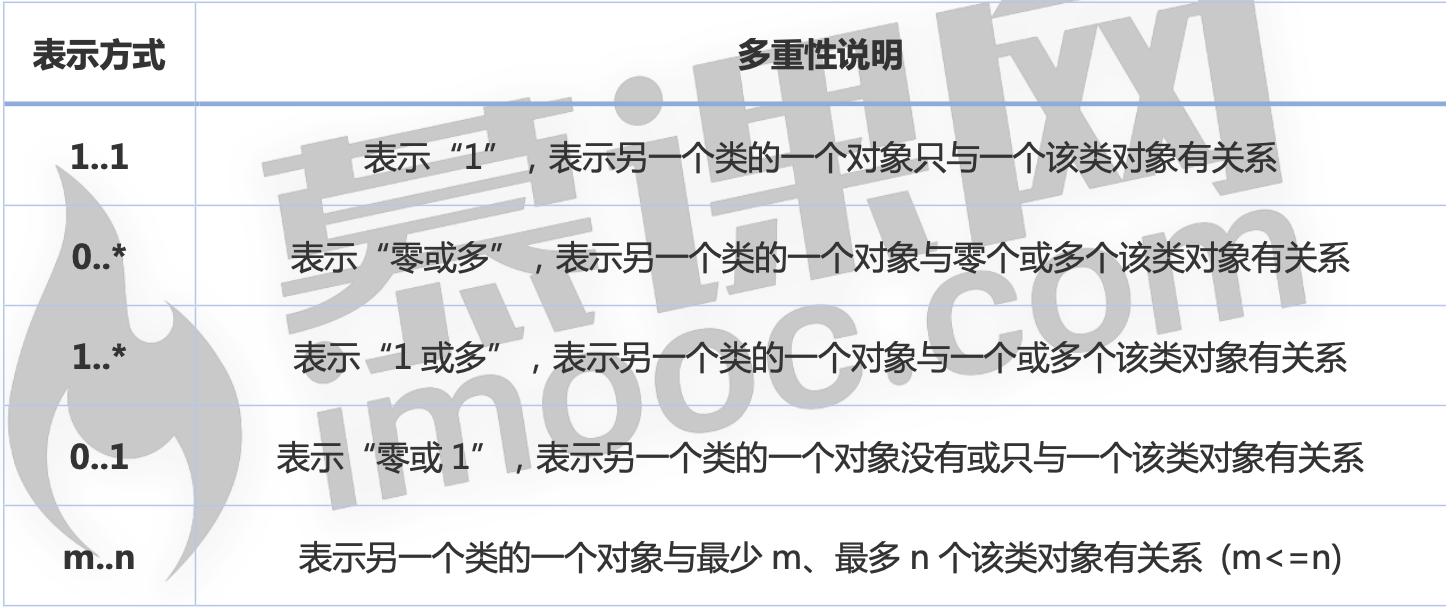 表示方式 多重性说明
1..1 表示“1”，表示另一个类的一个对象只与一个该类对象有关系
0..* 表示“零或多”，表示另一个类的一个对象与零个或多个该类对象有关系
1..* 表示“1 或多”，表示另一个类的一个对象与一个或多个该类对象有关系
0..1 表示“零或 1”，表示另一个类的一个对象没有或只与一个该类对象有关系
m..n 表示另一个类的一个对象与最少 m、最多 n 个该类对象有关系 (m<=n)
慕课网
imooc.com